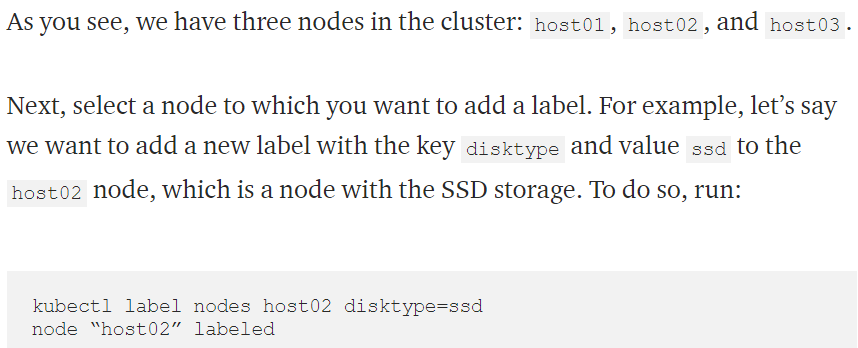 As you see, we have three nodes in the cluster: host01, host02, and host03.
Next, select a node to which you want to add a label. For example, let’s say
we want to add a new label with the key disktype and value ssd to the
host02 node, which is a node with the SSD storage. To do so, run:
kubectl label nodes host02 disktype=ssd
node “host02” labeled